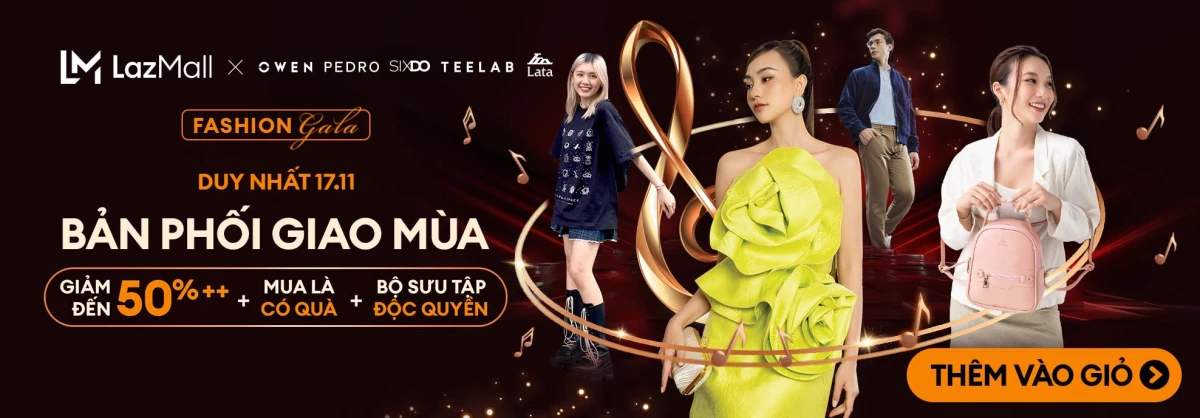 LM LazMall × OWEN PEDRO SIXDO TEELAB Lata
FASHION Gala
DUY NHẤT 17.11
BẢN PHỐI GIAO MÙA
GIẢM ĐẾN 50%++ + MUA LÀ CÓ QUÀ + BỘ SƯU TẬP ĐỘC QUYỀN
THÊM VÀO GIỎ